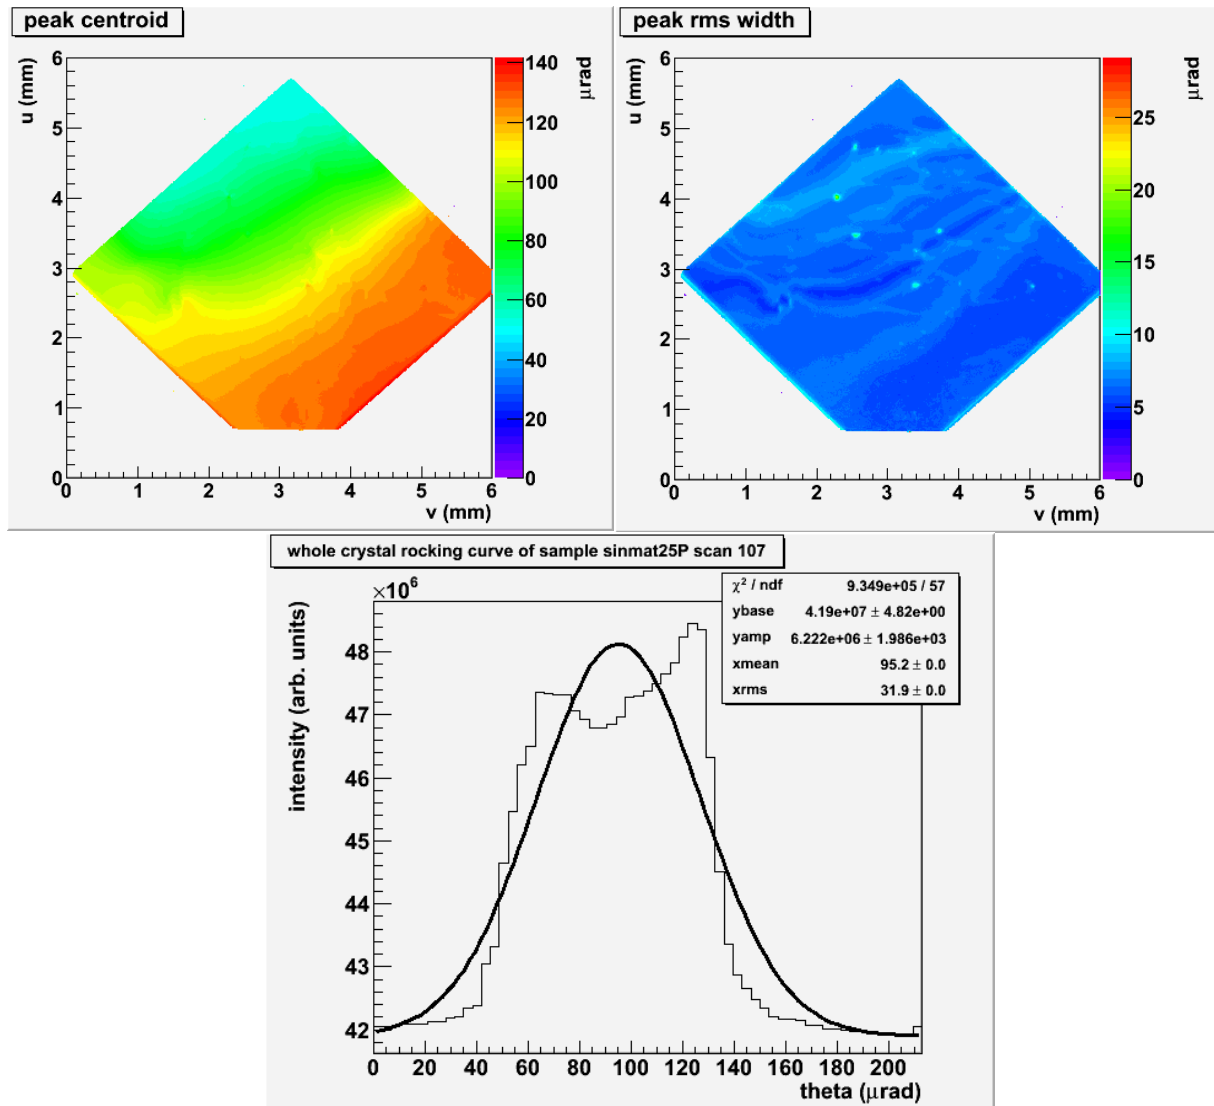 peak centroid
u (mm)
6
5
4
3
2
1
0
0 1 2 3 4 5 6
v (mm)
140
120
100
80
60
40
20
0
μrad
peak rms width
u (mm)
6
5
4
3
2
1
0
0 1 2 3 4 5 6
v (mm)
25
20
15
10
5
0
μrad
whole crystal rocking curve of sample sinmat25P scan 107
×10⁶
intensity (arb. units)
48
47
46
45
44
43
42
0 20 40 60 80 100 120 140 160 180 200
theta (μrad)
χ² / ndf 9.349e+05 / 57
ybase 4.19e+07 ± 4.82e+00
yamp 6.222e+06 ± 1.986e+03
xmean 95.2 ± 0.0
xrms 31.9 ± 0.0